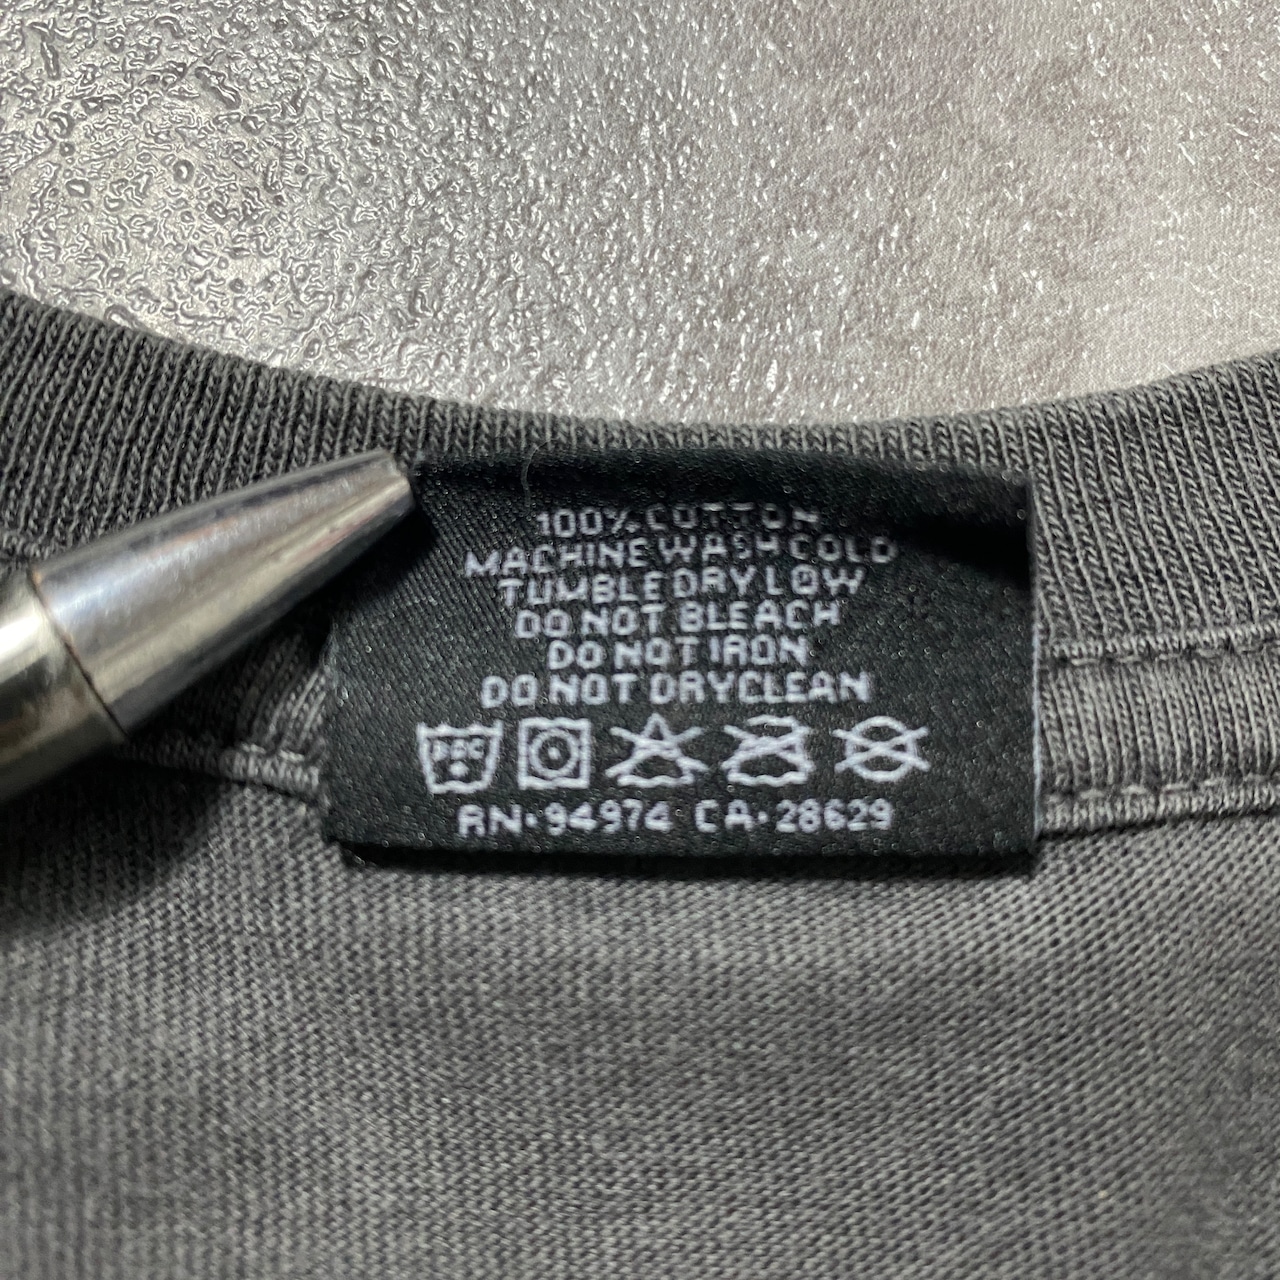 100% COTTON
MACHINE WASH COLD
TUMBLE DRY LOW
DO NOT BLEACH
DO NOT IRON
DO NOT DRYCLEAN
RN·94974 CA·28629